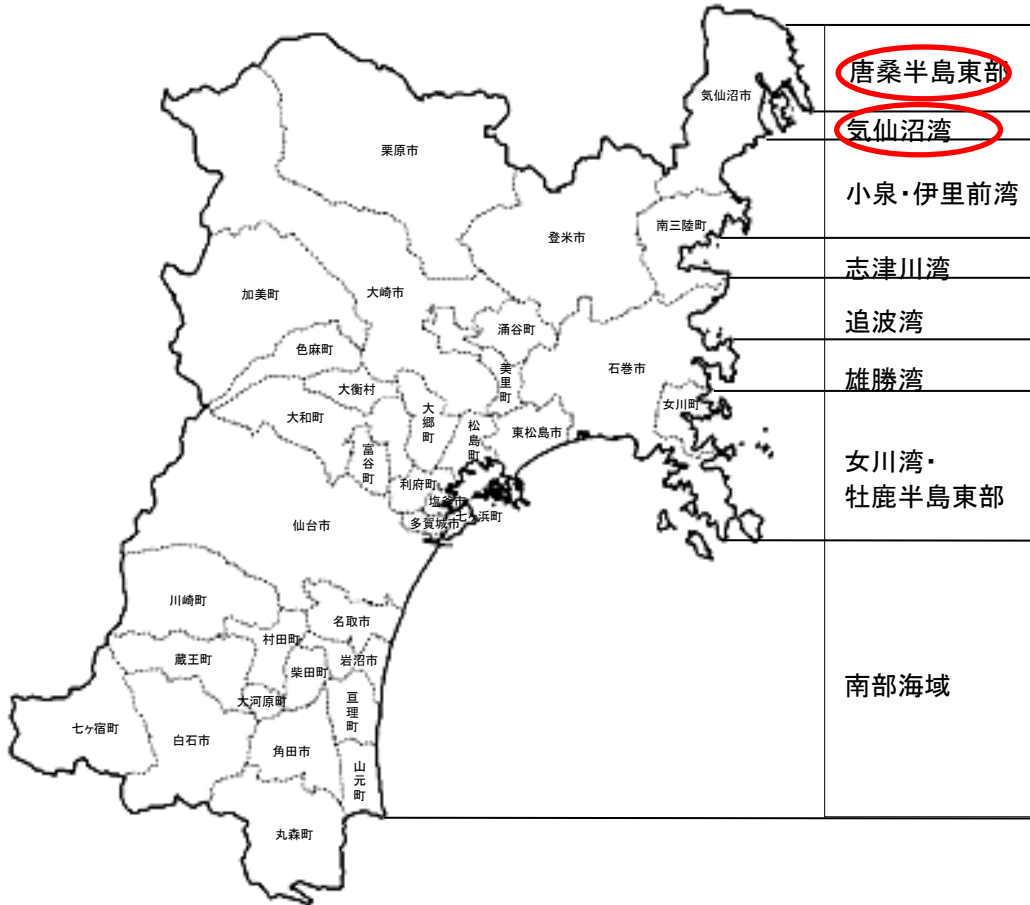 唐桑半島東部
気仙沼湾
小泉・伊里前湾
志津川湾
追波湾
雄勝湾
女川湾・
牡鹿半島東部
南部海域
気仙沼市
栗原市
登米市
南三陸町
加美町
大崎市
涌谷町
色麻町
美里町
石巻市
大衡村
女川町
大和町
大郷町
松島町
東松島市
富谷町
利府町
塩釜市
多賀城市
七ヶ浜町
仙台市
川崎町
名取市
村田町
蔵王町
岩沼市
柴田町
大河原町
亘理町
七ヶ宿町
白石市
角田市
山元町
丸森町